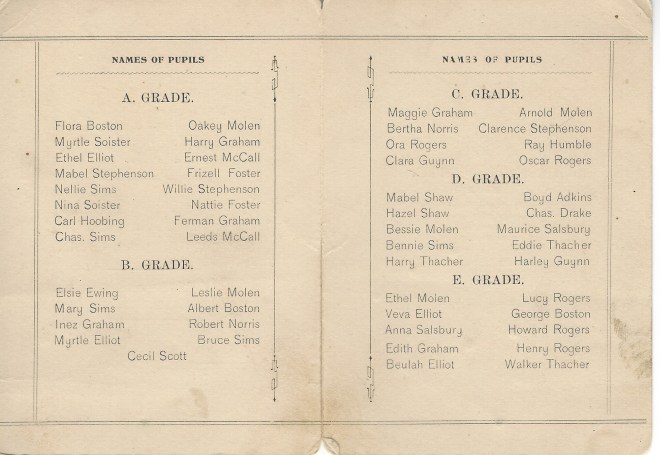 NAMES OF PUPILS
A. GRADE.
Flora Boston Oakey Molen
Myrtle Soister Harry Graham
Ethel Elliot Ernest McCall
Mabel Stephenson Frizell Foster
Nellie Sims Willie Stephenson
Nina Soister Nattie Foster
Carl Hoobing Ferman Graham
Chas. Sims Leeds McCall
B. GRADE.
Elsie Ewing Leslie Molen
Mary Sims Albert Boston
Inez Graham Robert Norris
Myrtle Elliot Bruce Sims
Cecil Scott
NAMES OF PUPILS
C. GRADE.
Maggie Graham Arnold Molen
Bertha Norris Clarence Stephenson
Ora Rogers Ray Humble
Clara Guynn Oscar Rogers
D. GRADE.
Mabel Shaw Boyd Adkins
Hazel Shaw Chas. Drake
Bessie Molen Maurice Salsbury
Bennie Sims Eddie Thacher
Harry Thacher Harley Guynn
E. GRADE.
Ethel Molen Lucy Rogers
Veva Elliot George Boston
Anna Salsbury Howard Rogers
Edith Graham Henry Rogers
Beulah Elliot Walker Thacher